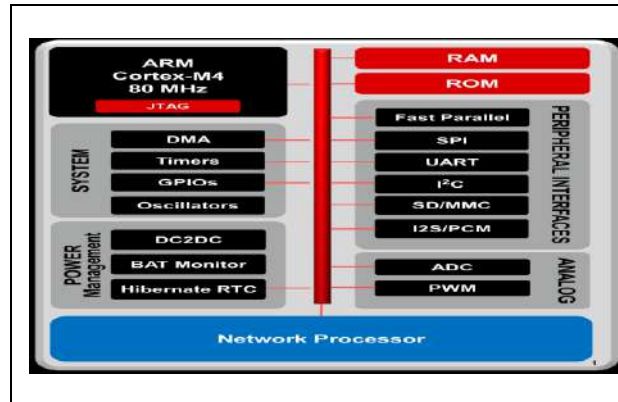 ARM
Cortex-M4
80 MHz
JTAG
SYSTEM
DMA
Timers
GPIOs
Oscillators
POWER
Management
DC2DC
BAT Monitor
Hibernate RTC
RAM
ROM
PERIPHERAL INTERFACES
Fast Parallel
SPI
UART
I²C
SD/MMC
I2S/PCM
ANALOG
ADC
PWM
Network Processor